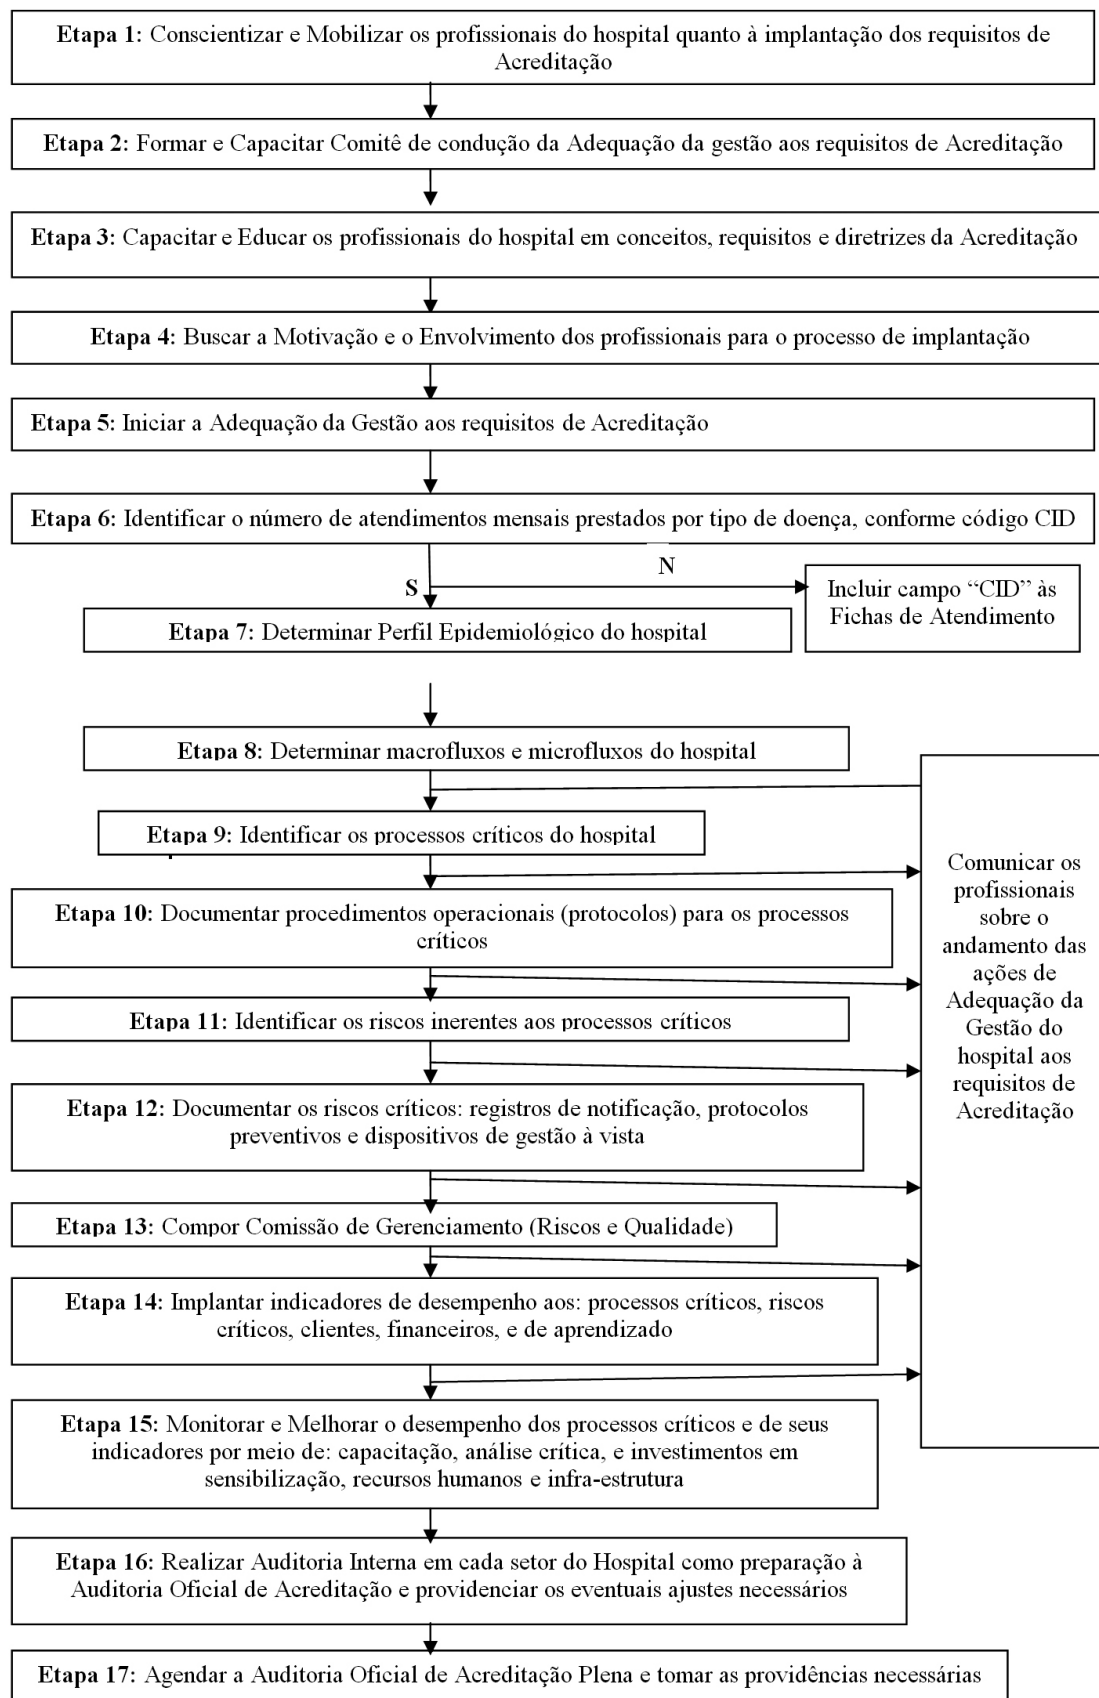 Etapa 1: Conscientizar e Mobilizar os profissionais do hospital quanto à implantação dos requisitos de
Acreditação
Etapa 2: Formar e Capacitar Comitê de condução da Adequação da gestão aos requisitos de Acreditação
Etapa 3: Capacitar e Educar os profissionais do hospital em conceitos, requisitos e diretrizes da Acreditação
Etapa 4: Buscar a Motivação e o Envolvimento dos profissionais para o processo de implantação
Etapa 5: Iniciar a Adequação da Gestão aos requisitos de Acreditação
Etapa 6: Identificar o número de atendimentos mensais prestados por tipo de doença, conforme código CID
N
S
Incluir campo “CID” às
Fichas de Atendimento
Etapa 7: Determinar Perfil Epidemiológico do hospital
Etapa 8: Determinar macrofluxos e microfluxos do hospital
Etapa 9: Identificar os processos críticos do hospital
Etapa 10: Documentar procedimentos operacionais (protocolos) para os processos
críticos
Etapa 11: Identificar os riscos inerentes aos processos críticos
Etapa 12: Documentar os riscos críticos: registros de notificação, protocolos
preventivos e dispositivos de gestão à vista
Etapa 13: Compor Comissão de Gerenciamento (Riscos e Qualidade)
Etapa 14: Implantar indicadores de desempenho aos: processos críticos, riscos
críticos, clientes, financeiros, e de aprendizado
Etapa 15: Monitorar e Melhorar o desempenho dos processos críticos e de seus
indicadores por meio de: capacitação, análise crítica, e investimentos em
sensibilização, recursos humanos e infra-estrutura
Comunicar os
profissionais
sobre o
andamento das
ações de
Adequação da
Gestão do
hospital aos
requisitos de
Acreditação
Etapa 16: Realizar Auditoria Interna em cada setor do Hospital como preparação à
Auditoria Oficial de Acreditação e providenciar os eventuais ajustes necessários
Etapa 17: Agendar a Auditoria Oficial de Acreditação Plena e tomar as providências necessárias